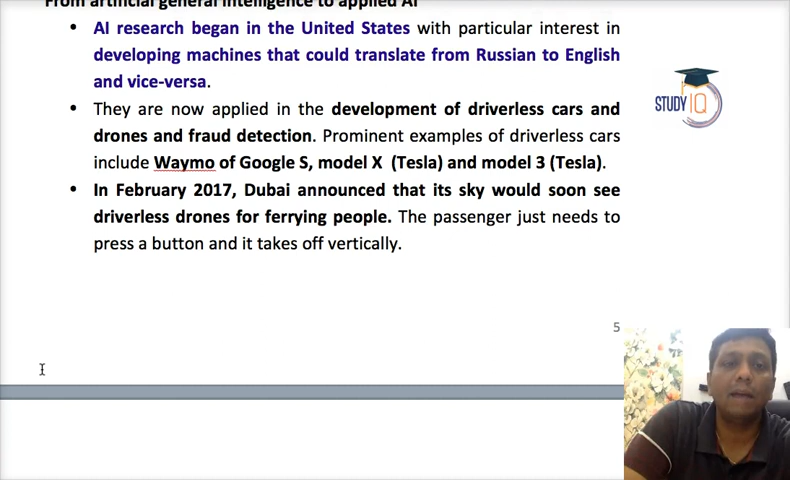 From artificial general intelligence to applied AI
• AI research began in the United States with particular interest in
developing machines that could translate from Russian to English
and vice-versa.
• They are now applied in the development of driverless cars and
drones and fraud detection. Prominent examples of driverless cars
include Waymo of Google S, model X (Tesla) and model 3 (Tesla).
• In February 2017, Dubai announced that its sky would soon see
driverless drones for ferrying people. The passenger just needs to
press a button and it takes off vertically.
STUDY IQ
5